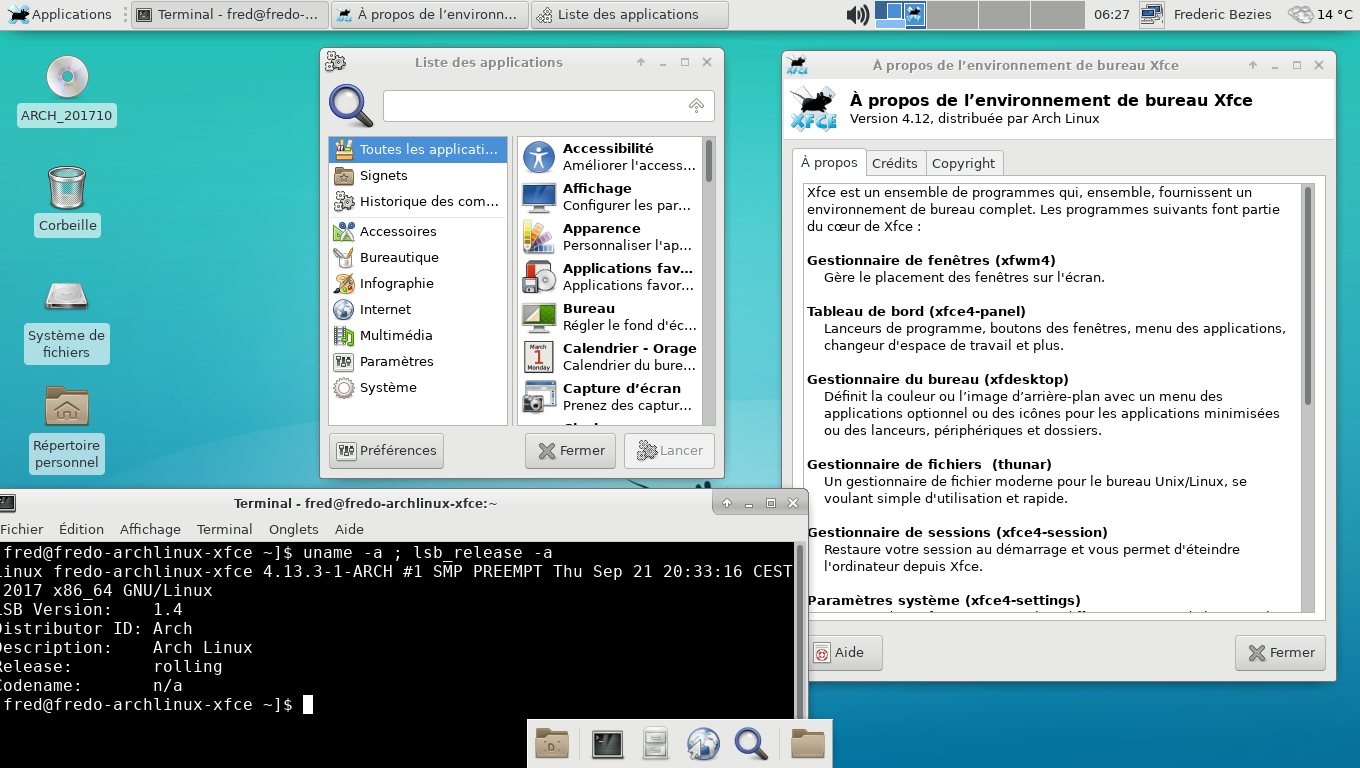 Applications
Terminal - fred@fredo-...
À propos de l’environn...
Liste des applications
06:27
Frederic Bezies
14 °C
ARCH_201710
Corbeille
Système de
fichiers
Répertoire
personnel
Liste des applications
Toutes les applicati...
Signets
Historique des com...
Accessoires
Bureautique
Infographie
Internet
Multimédia
Paramètres
Système
Accessibilité
Améliorer l'access...
Affichage
Configurer les par...
Apparence
Personnaliser l'ap...
Applications fav...
Applications favor...
Bureau
Régler le fond d'éc...
March
1
Monday
Calendrier - Orage
Calendrier du bure...
Capture d’écran
Prenez des captur...
Préférences
Fermer
Lancer
À propos de l’environnement de bureau Xfce
XFCE
À propos de l’environnement de bureau Xfce
Version 4.12, distribuée par Arch Linux
À propos
Crédits
Copyright
Xfce est un ensemble de programmes qui, ensemble, fournissent un
environnement de bureau complet. Les programmes suivants font partie
du cœur de Xfce :
Gestionnaire de fenêtres (xfwm4)
Gère le placement des fenêtres sur l'écran.
Tableau de bord (xfce4-panel)
Lanceurs de programme, boutons des fenêtres, menu des applications,
changeur d'espace de travail et plus.
Gestionnaire du bureau (xfdesktop)
Définit la couleur ou l’image d’arrière-plan avec un menu des
applications optionnel ou des icônes pour les applications minimisées
ou des lanceurs, périphériques et dossiers.
Gestionnaire de fichiers  (thunar)
Un gestionnaire de fichier moderne pour le bureau Unix/Linux, se
voulant simple d'utilisation et rapide.
Gestionnaire de sessions (xfce4-session)
Restaure votre session au démarrage et vous permet d'éteindre
l'ordinateur depuis Xfce.
Paramètres système (xfce4-settings)
Aide
Fermer
Terminal - fred@fredo-archlinux-xfce:~
Fichier Édition Affichage Terminal Onglets Aide
fred@fredo-archlinux-xfce ~]$ uname -a ; lsb_release -a
Linux fredo-archlinux-xfce 4.13.3-1-ARCH #1 SMP PREEMPT Thu Sep 21 20:33:16 CEST
2017 x86_64 GNU/Linux
LSB Version:    1.4
Distributor ID: Arch
Description:    Arch Linux
Release:        rolling
Codename:       n/a
fred@fredo-archlinux-xfce ~]$